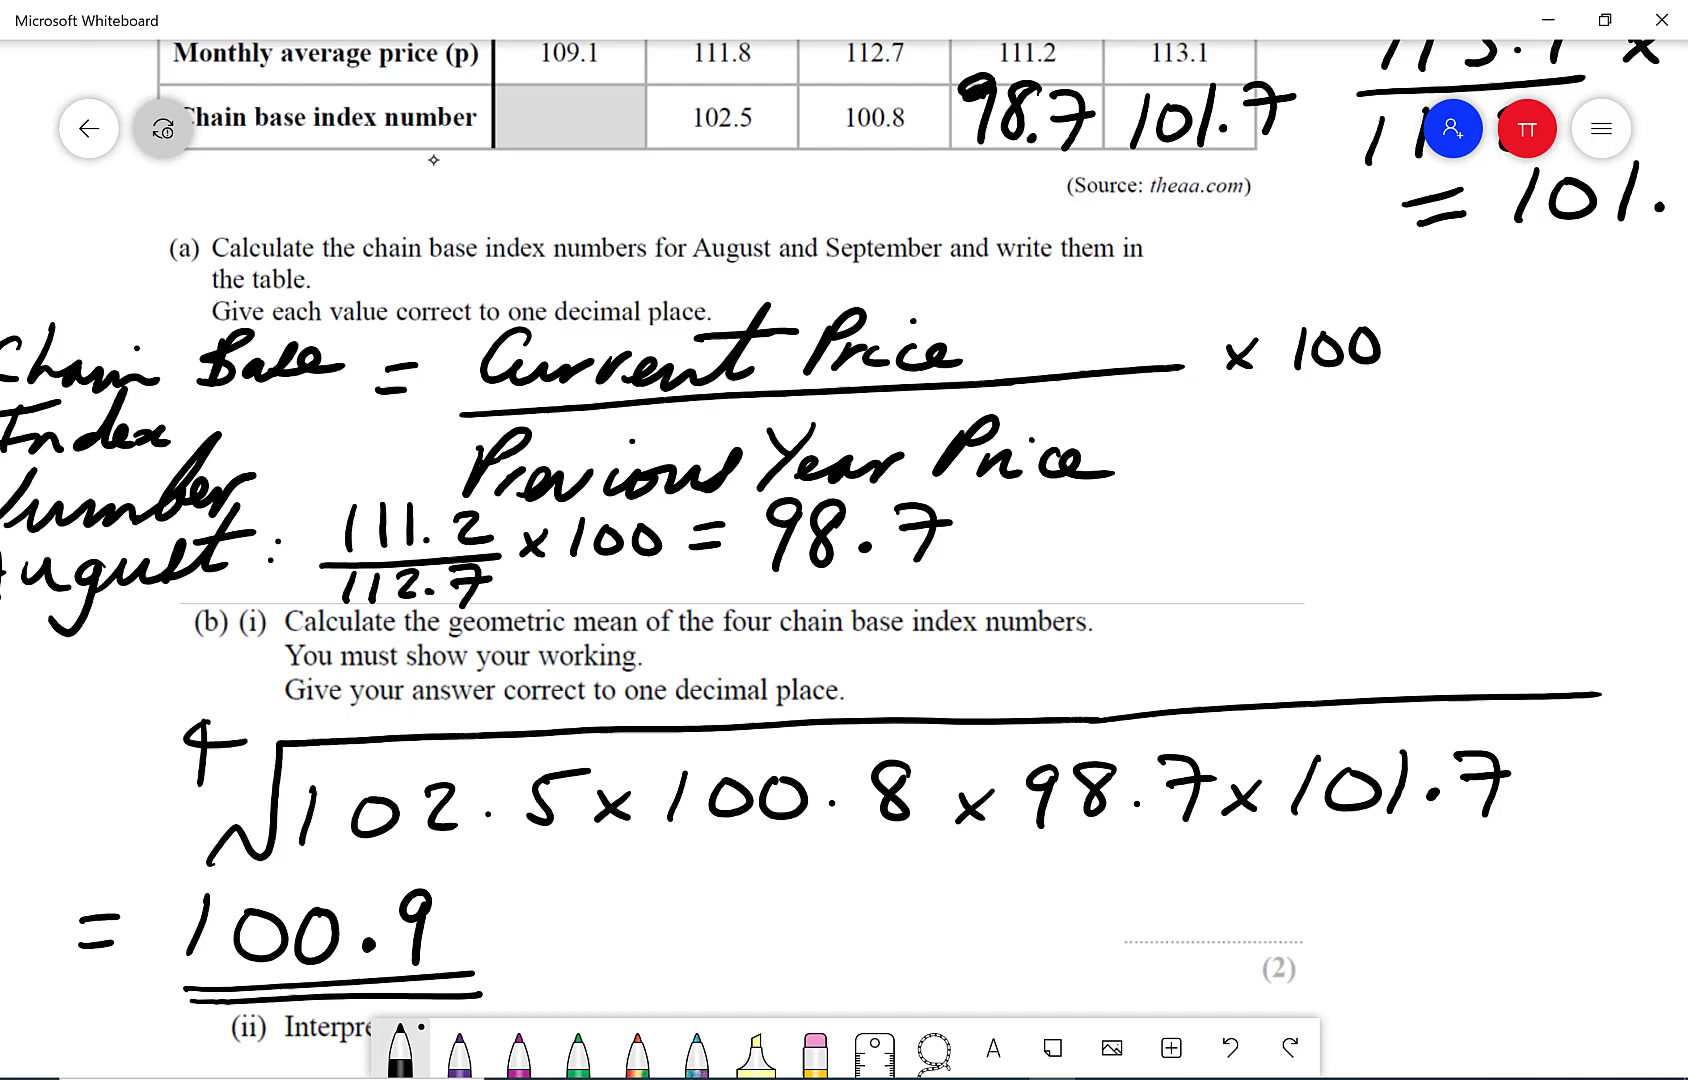 Microsoft Whiteboard
Monthly average price (p) 109.1 111.8 112.7 111.2 113.1
113.1 x
hain base index number 102.5 100.8 98.7 101.7
TT
= 101.
(Source: theaa.com)
(a) Calculate the chain base index numbers for August and September and write them in
the table.
Give each value correct to one decimal place.
Chain Base = Current Price x 100
Index Previous Year Price
Number
August: 111.2 x 100 = 98.7
112.7
(b) (i) Calculate the geometric mean of the four chain base index numbers.
You must show your working.
Give your answer correct to one decimal place.
4√102.5 x 100.8 x 98.7 x 101.7
= 100.9
(2)
(ii) Interpre
A